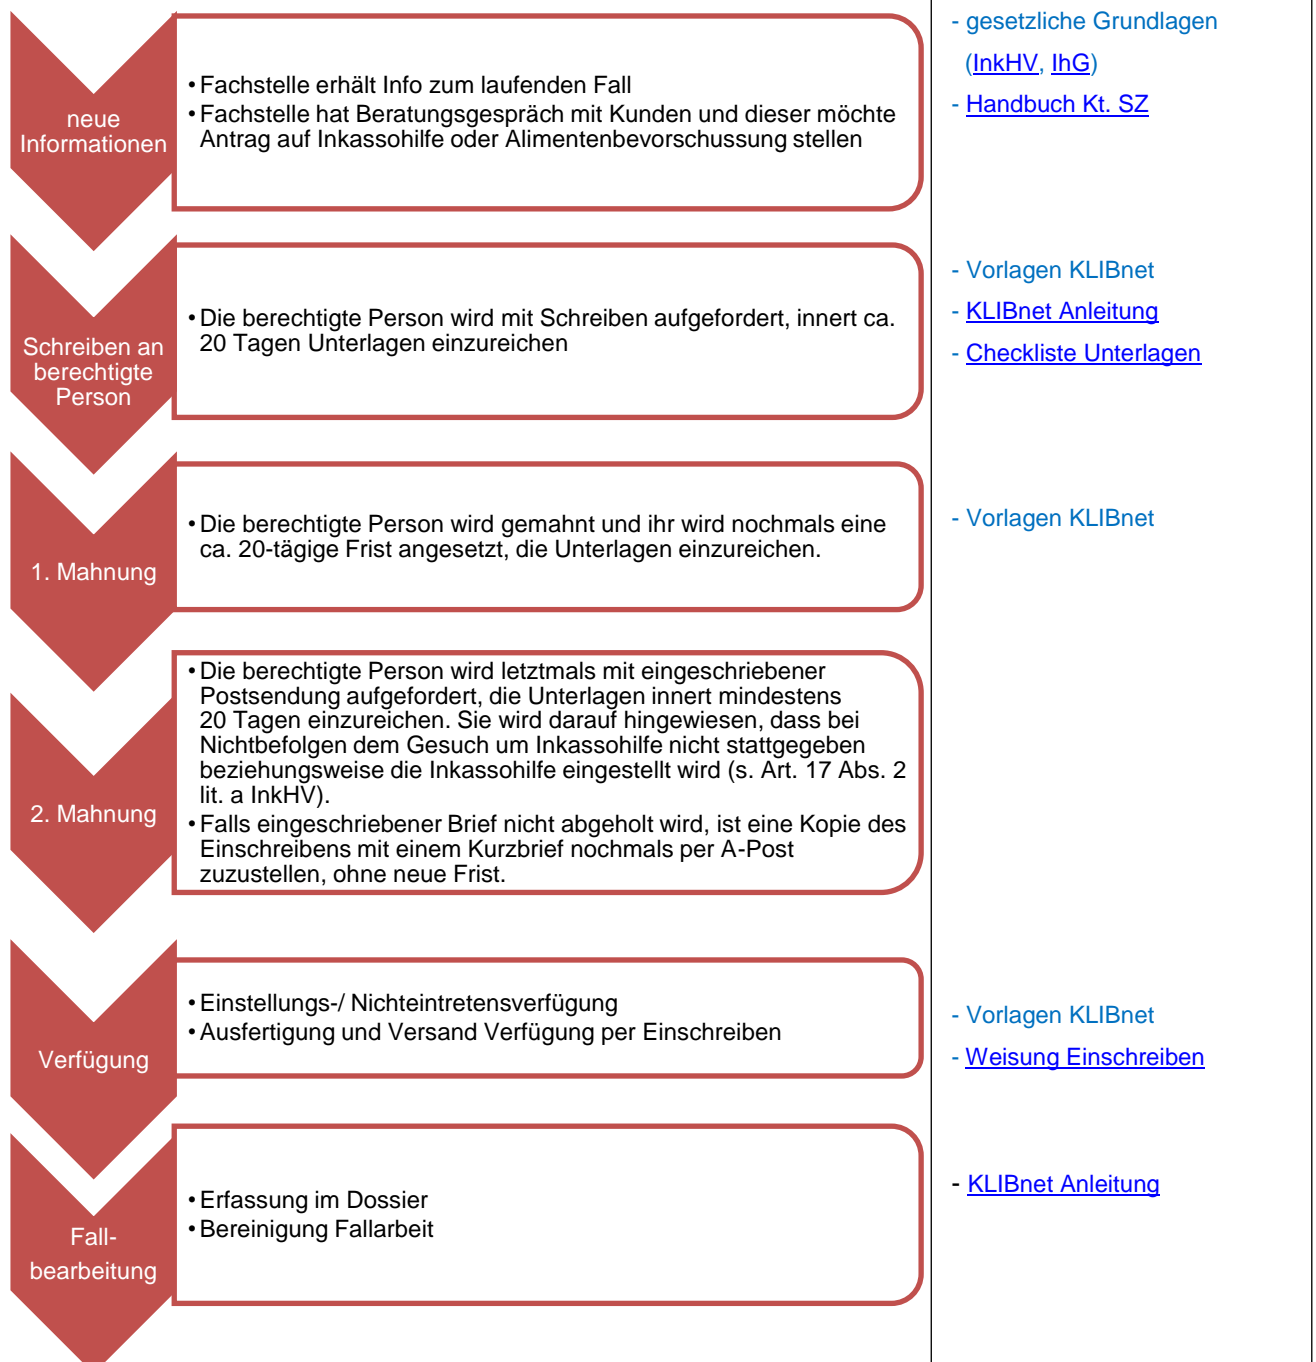 neue
Informationen
• Fachstelle erhält Info zum laufenden Fall
• Fachstelle hat Beratungsgespräch mit Kunden und dieser möchte
Antrag auf Inkassohilfe oder Alimentenbevorschussung stellen
- gesetzliche Grundlagen
(InkHV, IhG)
- Handbuch Kt. SZ
Schreiben an
berechtigte
Person
• Die berechtigte Person wird mit Schreiben aufgefordert, innert ca.
20 Tagen Unterlagen einzureichen
- Vorlagen KLIBnet
- KLIBnet Anleitung
- Checkliste Unterlagen
1. Mahnung
• Die berechtigte Person wird gemahnt und ihr wird nochmals eine
ca. 20-tägige Frist angesetzt, die Unterlagen einzureichen.
- Vorlagen KLIBnet
2. Mahnung
• Die berechtigte Person wird letztmals mit eingeschriebener
Postsendung aufgefordert, die Unterlagen innert mindestens
20 Tagen einzureichen. Sie wird darauf hingewiesen, dass bei
Nichtbefolgen dem Gesuch um Inkassohilfe nicht stattgegeben
beziehungsweise die Inkassohilfe eingestellt wird (s. Art. 17 Abs. 2
lit. a InkHV).
• Falls eingeschriebener Brief nicht abgeholt wird, ist eine Kopie des
Einschreibens mit einem Kurzbrief nochmals per A-Post
zuzustellen, ohne neue Frist.
Verfügung
• Einstellungs-/ Nichteintretensverfügung
• Ausfertigung und Versand Verfügung per Einschreiben
- Vorlagen KLIBnet
- Weisung Einschreiben
Fall-
bearbeitung
• Erfassung im Dossier
• Bereinigung Fallarbeit
- KLIBnet Anleitung